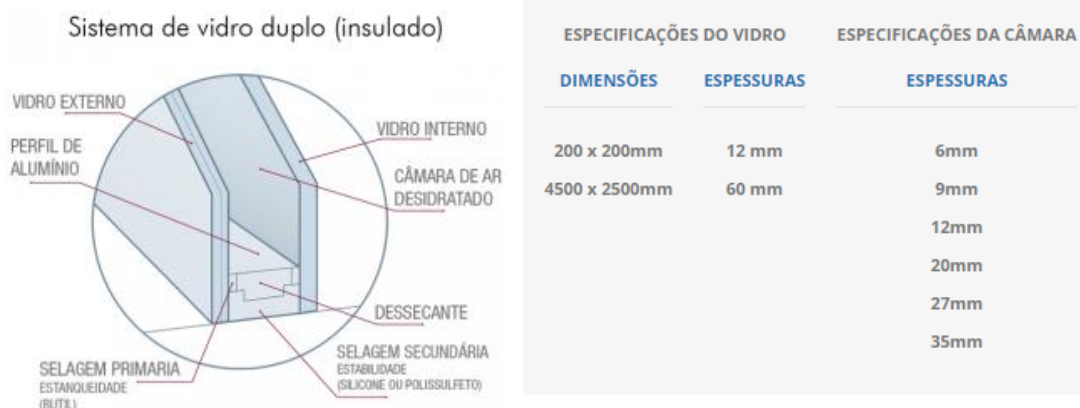 Sistema de vidro duplo (insulado)
VIDRO EXTERNO
PERFIL DE
ALUMÍNIO
VIDRO INTERNO
CÂMARA DE AR
DESIDRATADO
DESSECANTE
SELAGEM PRIMARIA
ESTANQUEIDADE
(BUTIL)
SELAGEM SECUNDÁRIA
ESTABILIDADE
(SILICONE OU POLISSULFETO)
ESPECIFICAÇÕES DO VIDRO ESPECIFICAÇÕES DA CÂMARA
DIMENSÕES ESPESSURAS ESPESSURAS
200 x 200mm 12 mm 6mm
4500 x 2500mm 60 mm 9mm
12mm
20mm
27mm
35mm